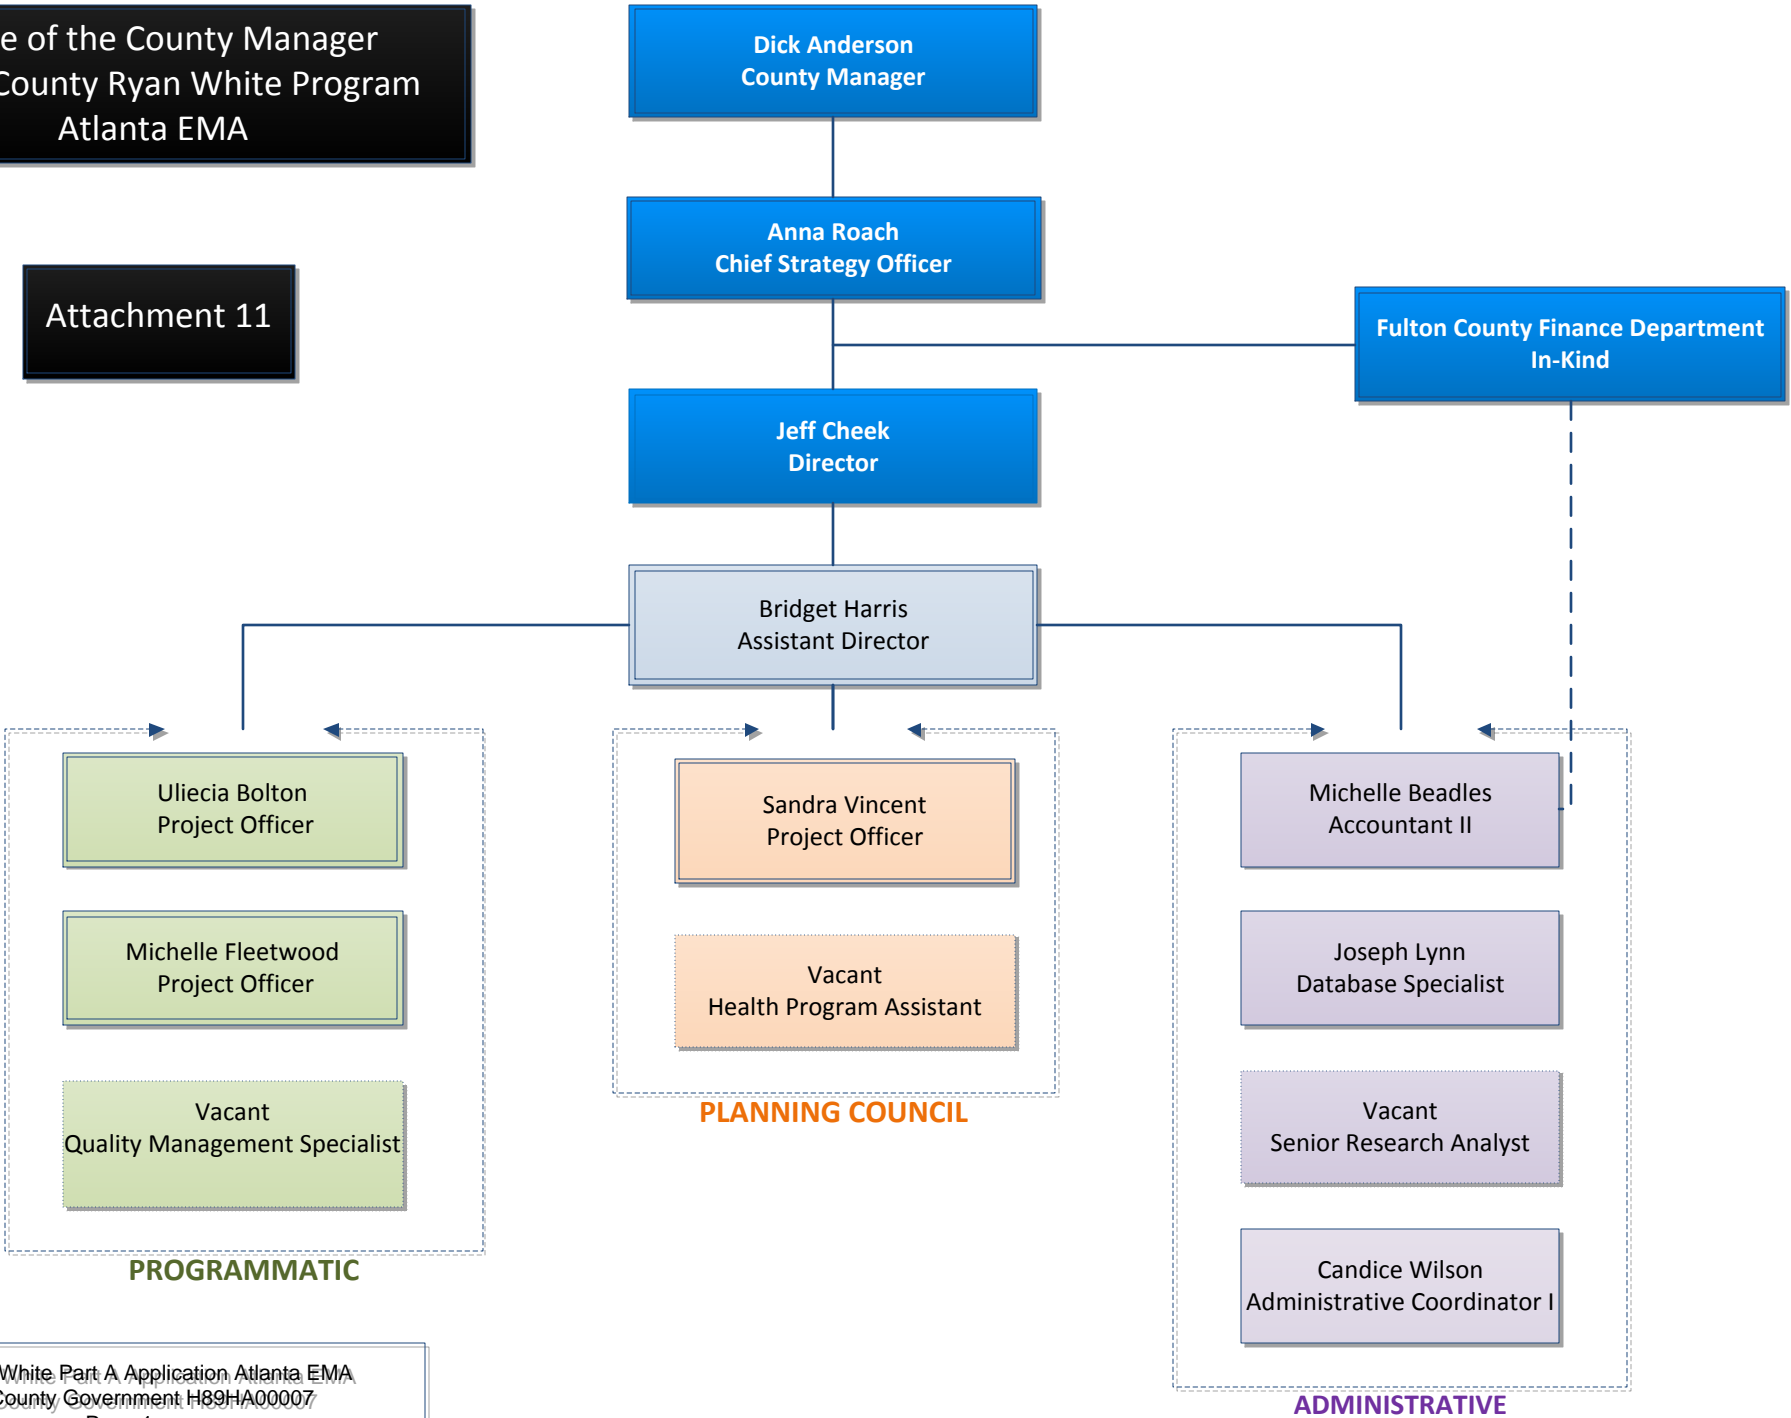 e of the County Manager
County Ryan White Program
Atlanta EMA
Attachment 11
Dick Anderson
County Manager
Anna Roach
Chief Strategy Officer
Fulton County Finance Department
In-Kind
Jeff Cheek
Director
Bridget Harris
Assistant Director
Uliecia Bolton
Project Officer
Michelle Fleetwood
Project Officer
Vacant
Quality Management Specialist
PROGRAMMATIC
Sandra Vincent
Project Officer
Vacant
Health Program Assistant
PLANNING COUNCIL
Michelle Beadles
Accountant II
Joseph Lynn
Database Specialist
Vacant
Senior Research Analyst
Candice Wilson
Administrative Coordinator I
ADMINISTRATIVE
White Part A Application Atlanta EMA
County Government H89HA00007